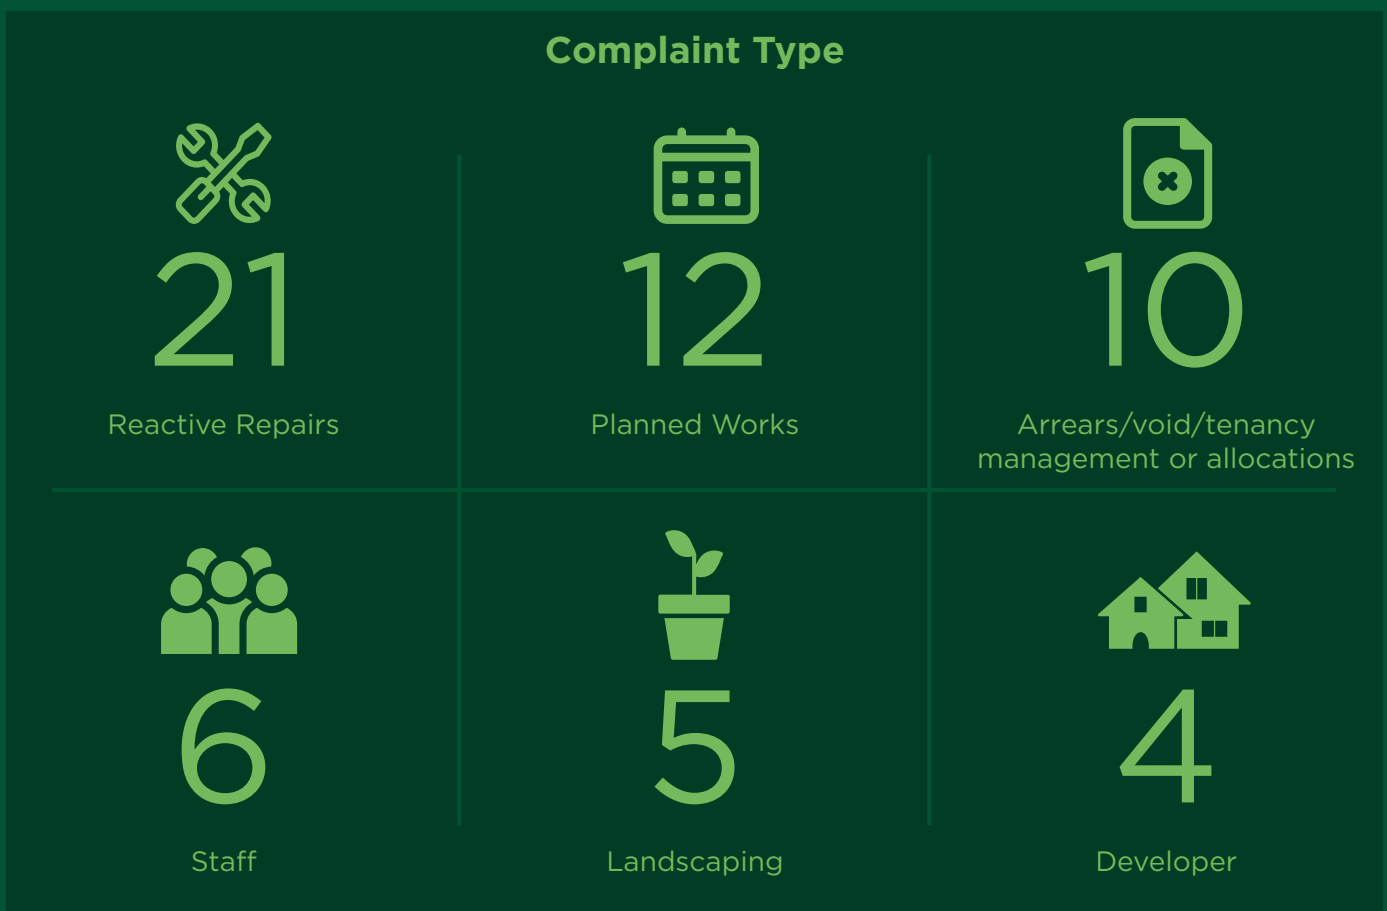 Complaint Type
21
12
10
Reactive Repairs
Planned Works
Arrears/void/tenancy
management or allocations
6
5
4
Staff
Landscaping
Developer